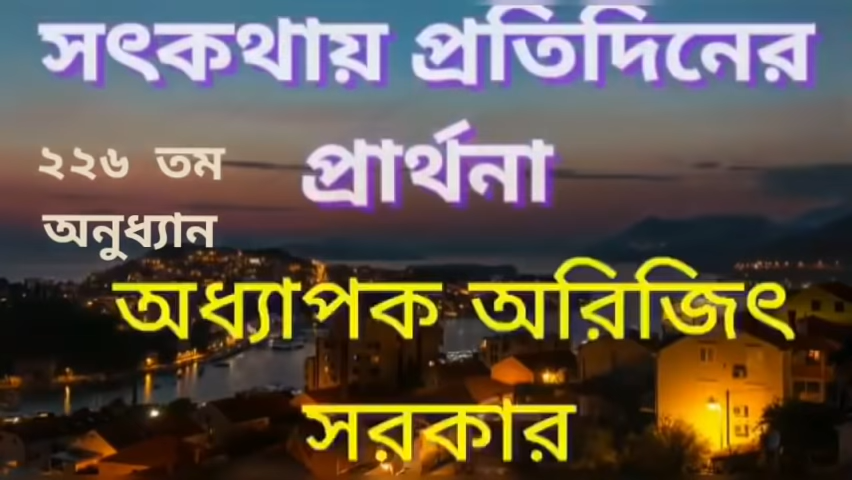 সৎকথায় প্রতিদিনের
প্রার্থনা
২২৬ তম
অনুধ্যান
অধ্যাপক অরিজিৎ
সরকার